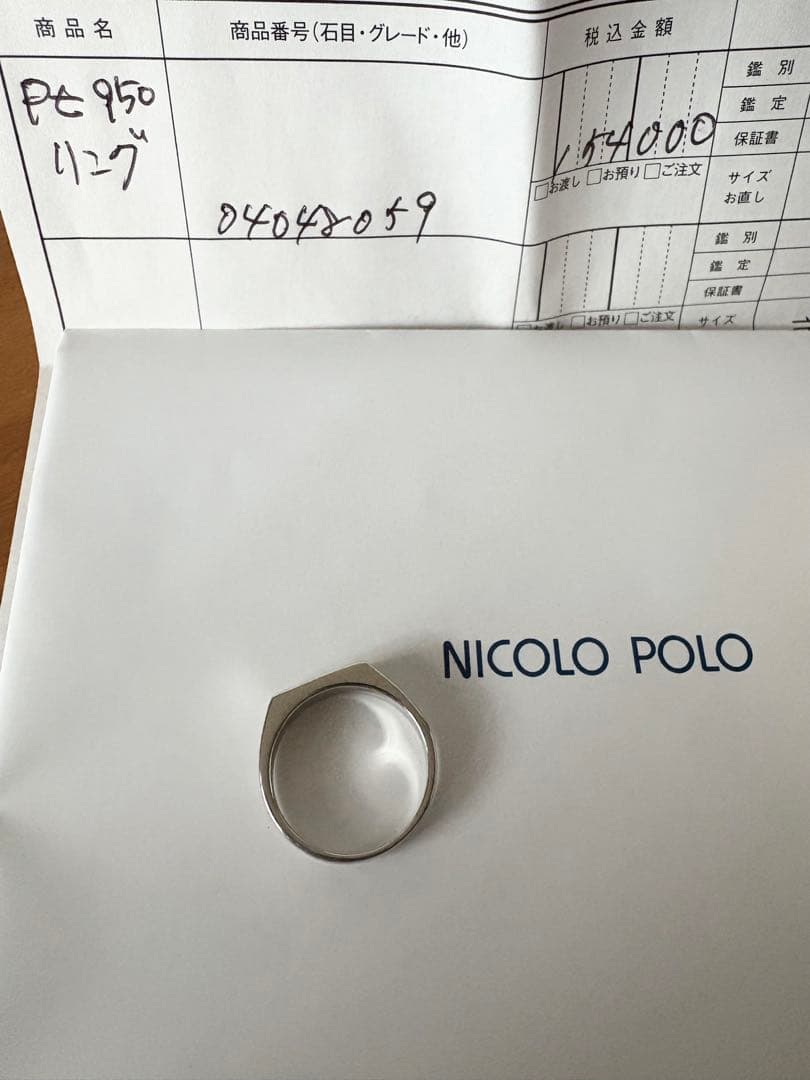 商品名 商品番号(石目・グレード・他) 税込金額
鑑別
鑑定
保証書
Pt950
リング
04048059
154000
□お渡し □お預り □ご注文
サイズ
お直し
鑑別
鑑定
保証書
□お渡し □お預り □ご注文
サイズ
NICOLO POLO